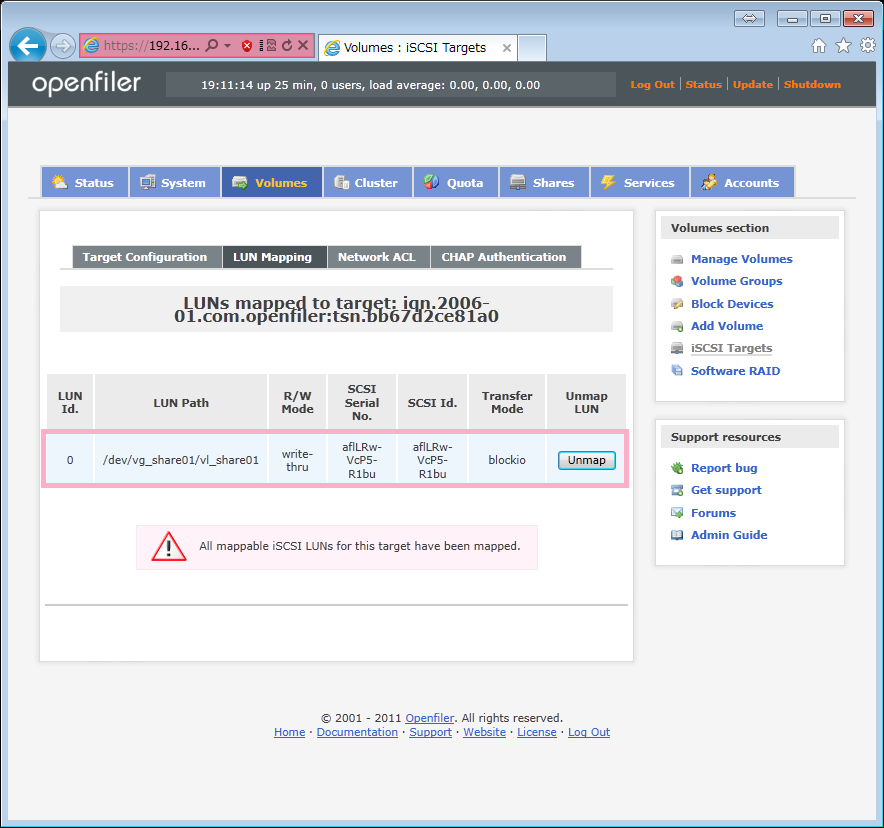 https://192.16...
Volumes : iSCSI Targets
openfiler
19:11:14 up 25 min, 0 users, load average: 0.00, 0.00, 0.00
Log Out | Status | Update | Shutdown
Status
System
Volumes
Cluster
Quota
Shares
Services
Accounts
Target Configuration
LUN Mapping
Network ACL
CHAP Authentication
LUNs mapped to target: iqn.2006-
01.com.openfiler:tsn.bb67d2ce81a0
LUN Id.
LUN Path
R/W Mode
SCSI Serial No.
SCSI Id.
Transfer Mode
Unmap LUN
0
/dev/vg_share01/vl_share01
write-
thru
aflLRw-
VcP5-
R1bu
aflLRw-
VcP5-
R1bu
blockio
Unmap
All mappable iSCSI LUNs for this target have been mapped.
Volumes section
Manage Volumes
Volume Groups
Block Devices
Add Volume
iSCSI Targets
Software RAID
Support resources
Report bug
Get support
Forums
Admin Guide
© 2001 - 2011 Openfiler. All rights reserved.
Home · Documentation · Support · Website · License · Log Out